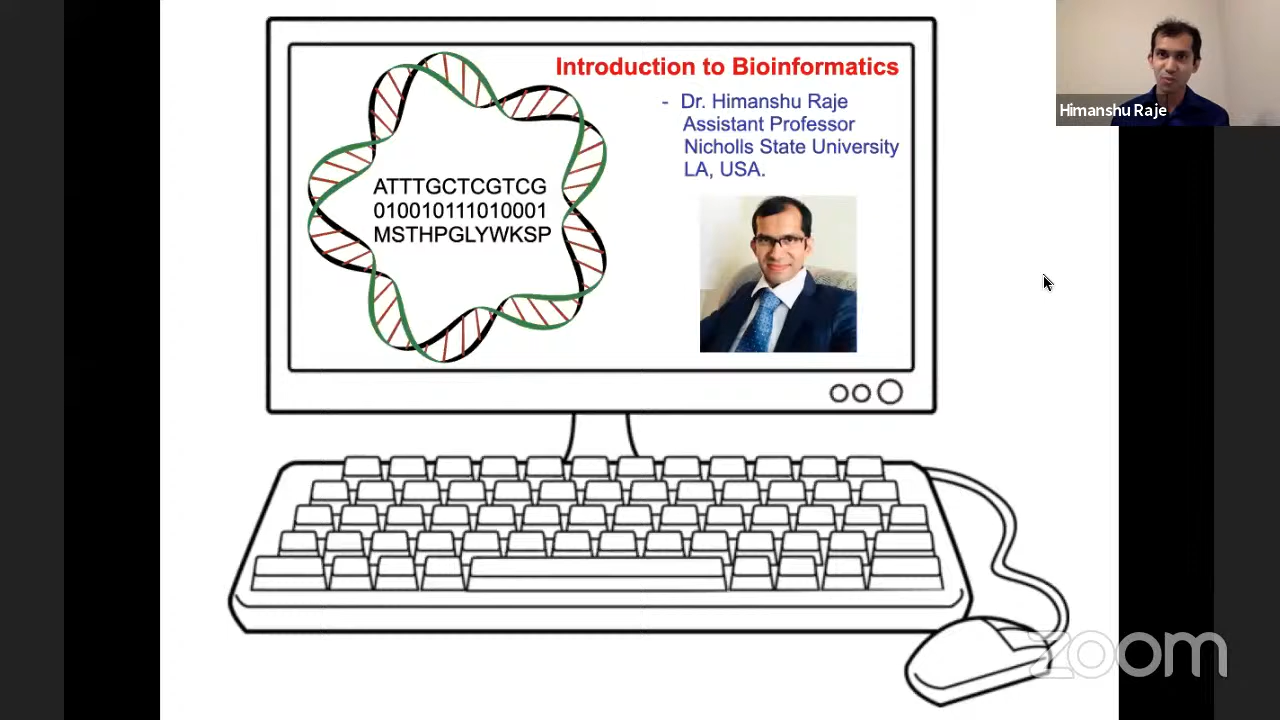 Introduction to Bioinformatics
- Dr. Himanshu Raje
Assistant Professor
Nicholls State University
LA, USA.
ATTTGCTCGTCG
010010111010001
MSTHPGLYWKSP
Himanshu Raje
zoom